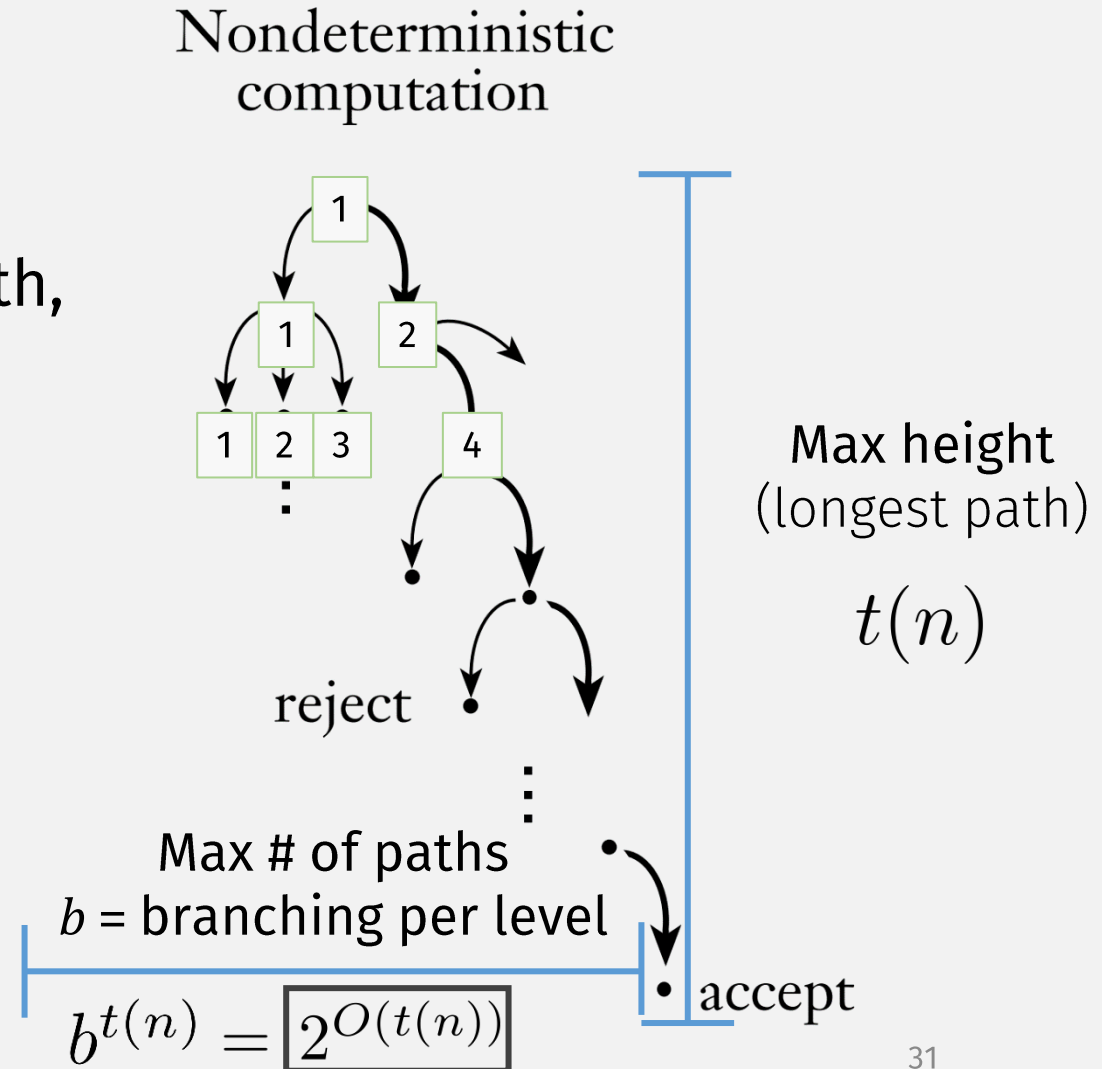 Nondeterministic
computation
1
th,
1
2
1
2
3
4
⋮
Max height
(longest path)
t(n)
reject
⋮
Max # of paths
b = branching per level
accept
b^{t(n)} = 2^{O(t(n))}
31